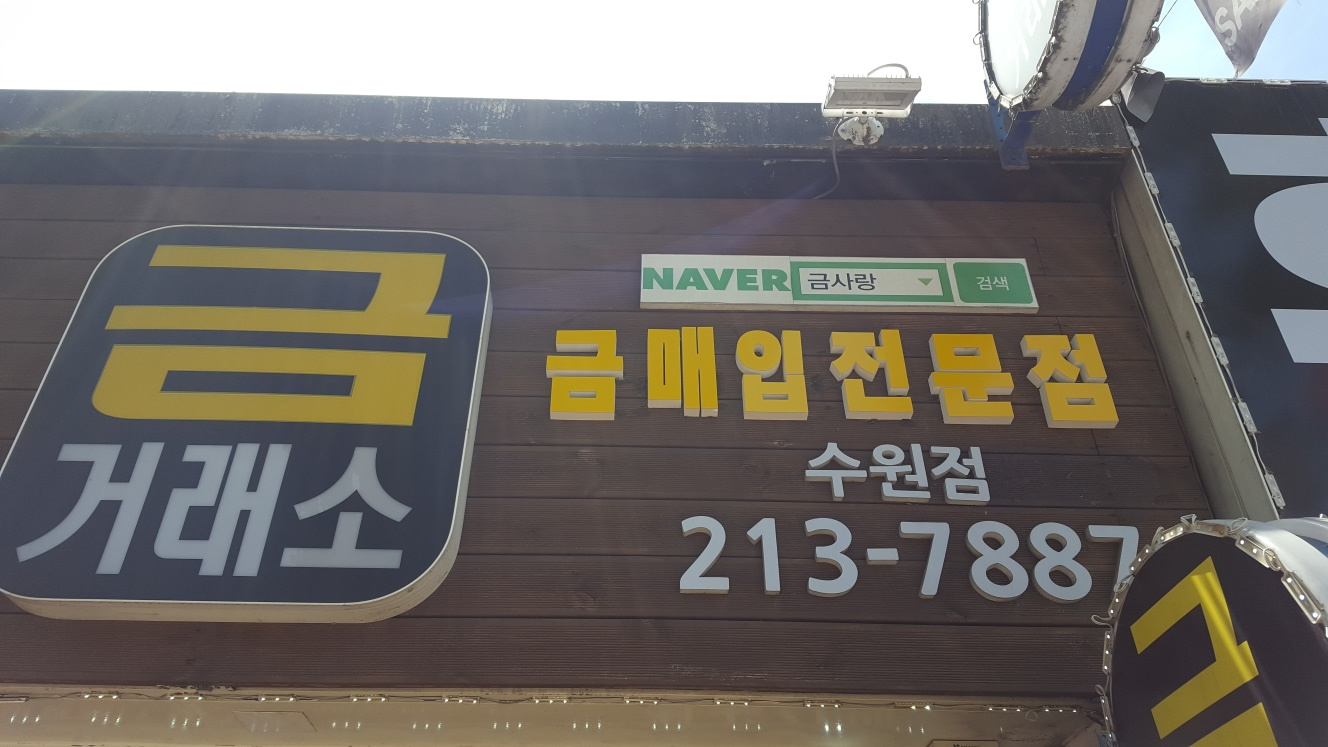 금
거래소
NAVER 금사랑 검색
금매입전문점
수원점
213-7887